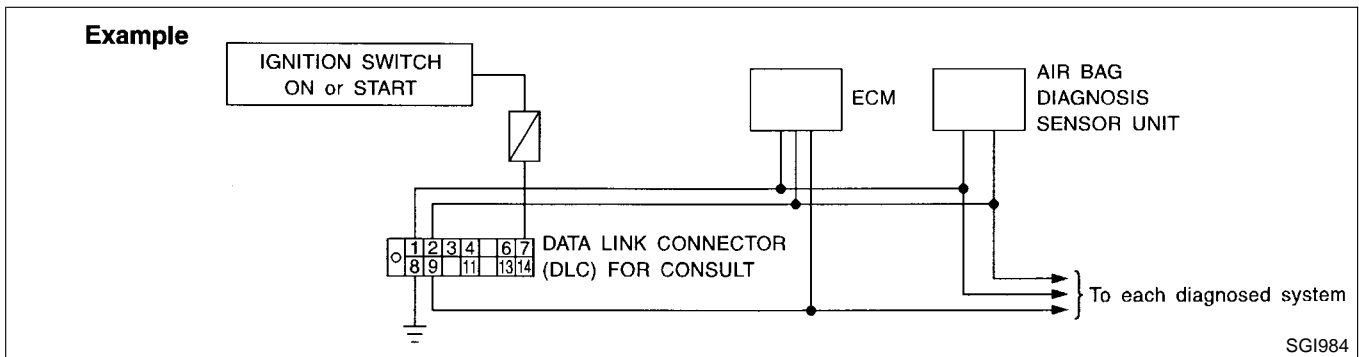 Example
IGNITION SWITCH
ON or START
ECM
AIR BAG
DIAGNOSIS
SENSOR UNIT
1 2 3 4 6 7
8 9 11 13 14
DATA LINK CONNECTOR
(DLC) FOR CONSULT
To each diagnosed system
SGI984